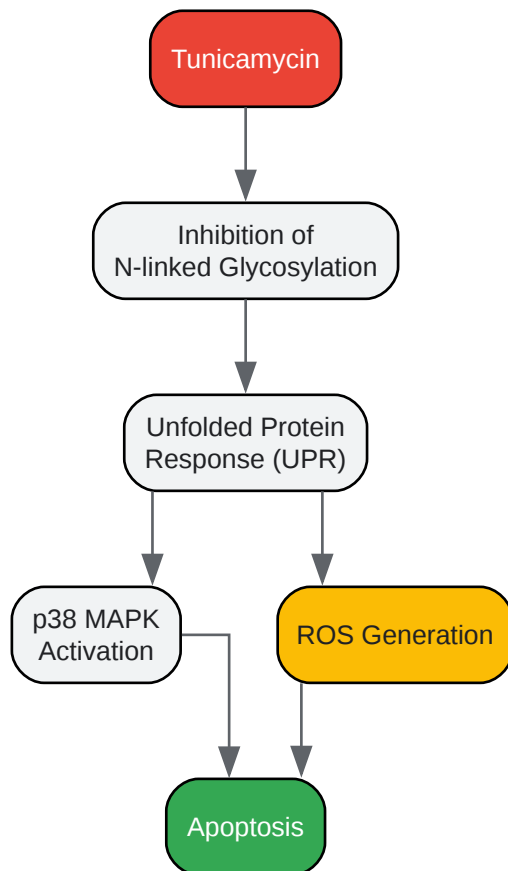 Tunicamycin
Inhibition of
N-linked Glycosylation
Unfolded Protein
Response (UPR)
p38 MAPK
Activation
ROS Generation
Apoptosis